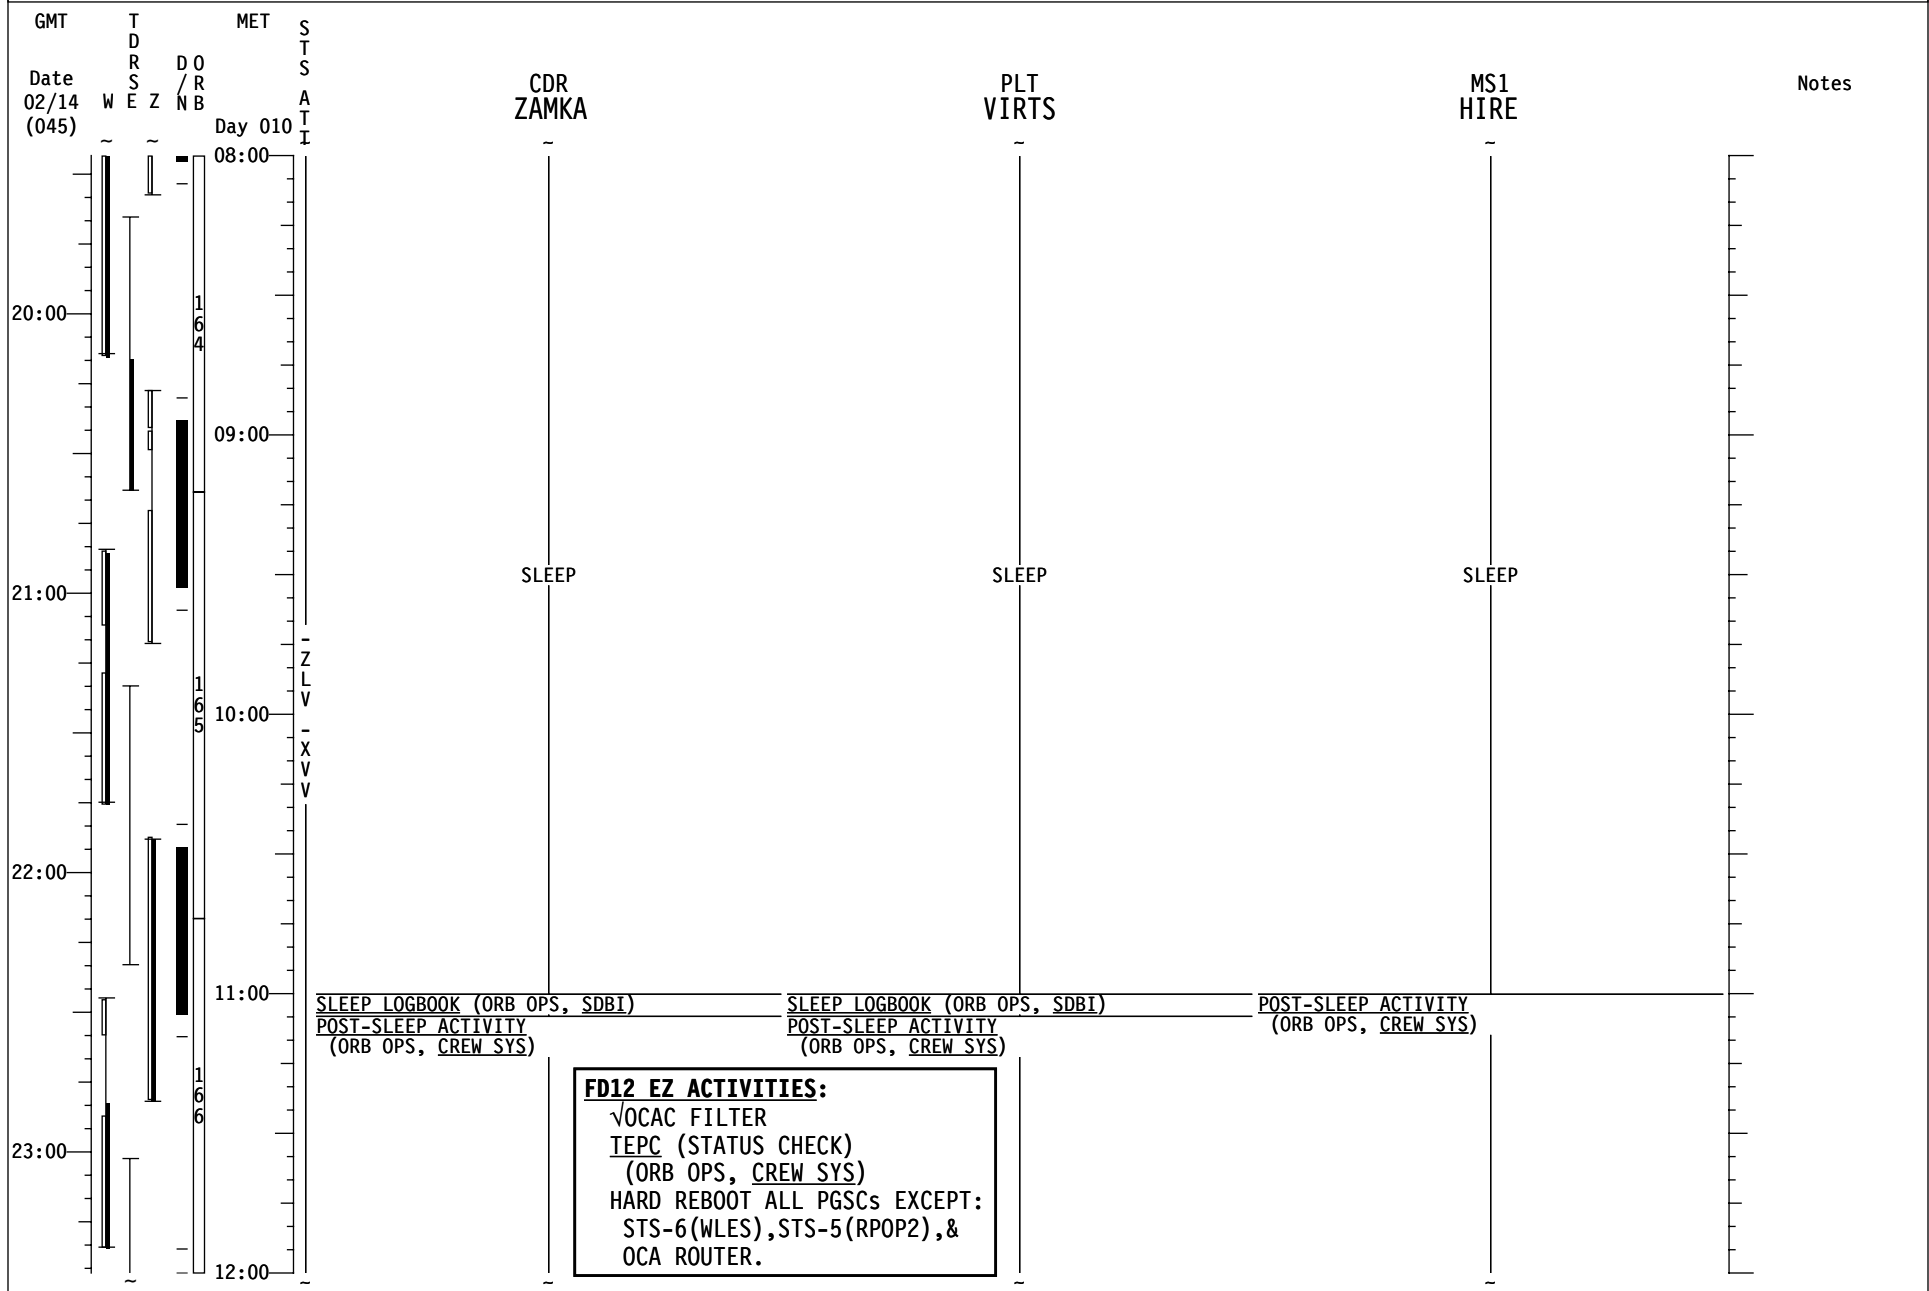 GMT
TDRS
MET
STS ATT
Date
02/14
(045)
W E Z
D/N
ORB
Day 010
CDR
ZAMKA
PLT
VIRTS
MS1
HIRE
Notes
~ ~ ~ ~ ~ ~
08:00
164
20:00
09:00
SLEEP SLEEP SLEEP
21:00
-ZLV -XVV
165
10:00
22:00
11:00
SLEEP LOGBOOK (ORB OPS, SDBI)
POST-SLEEP ACTIVITY
(ORB OPS, CREW SYS)
SLEEP LOGBOOK (ORB OPS, SDBI)
POST-SLEEP ACTIVITY
(ORB OPS, CREW SYS)
POST-SLEEP ACTIVITY
(ORB OPS, CREW SYS)
166
23:00
FD12 EZ ACTIVITIES:
√OCAC FILTER
TEPC (STATUS CHECK)
(ORB OPS, CREW SYS)
HARD REBOOT ALL PGSCs EXCEPT:
STS-6(WLES),STS-5(RPOP2),&
OCA ROUTER.
12:00
~ ~ ~ ~ ~